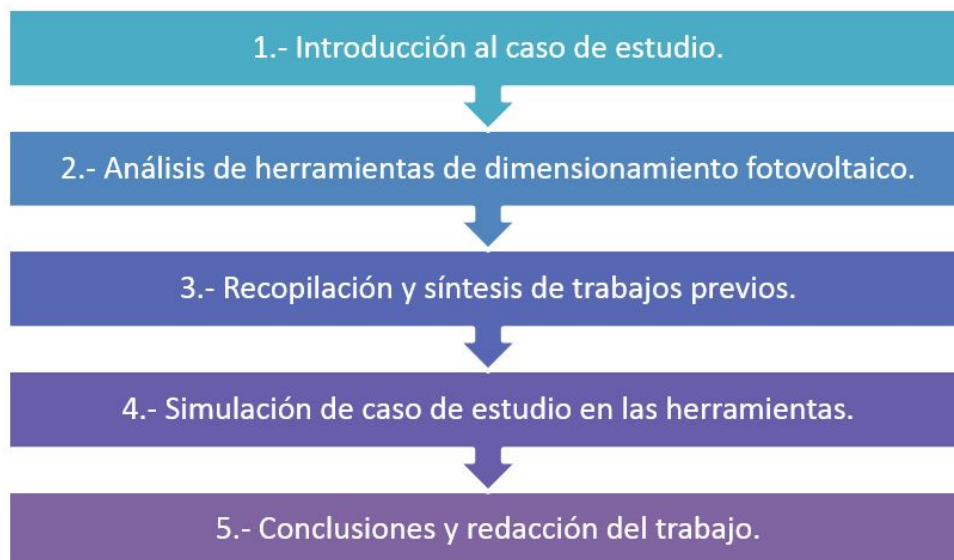 1.- Introducción al caso de estudio.
2.- Análisis de herramientas de dimensionamiento fotovoltaico.
3.- Recopilación y síntesis de trabajos previos.
4.- Simulación de caso de estudio en las herramientas.
5.- Conclusiones y redacción del trabajo.